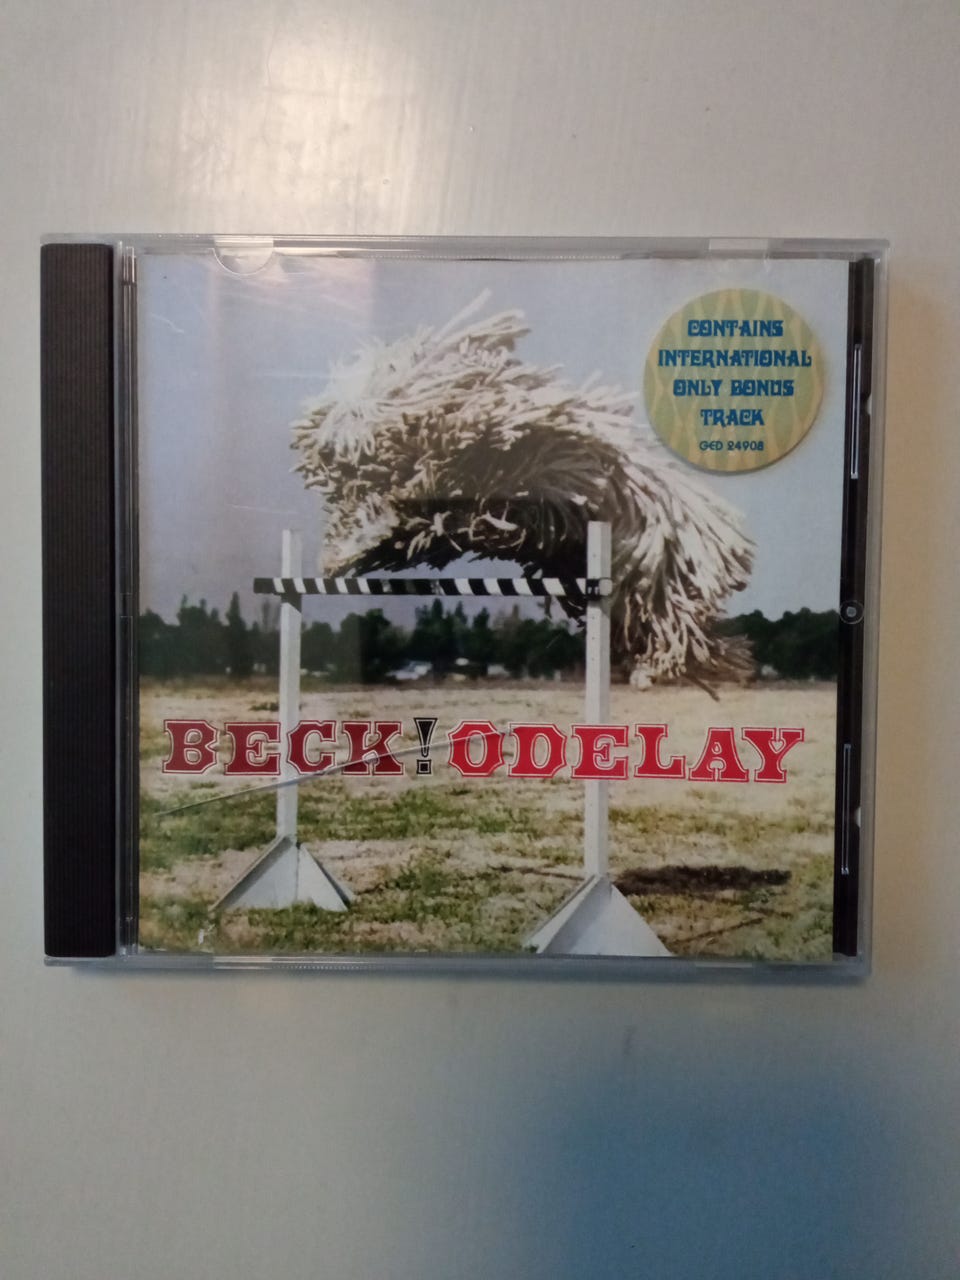 CONTAINS
INTERNATIONAL
ONLY BONUS
TRACK
GED 24908
BECK! ODELAY